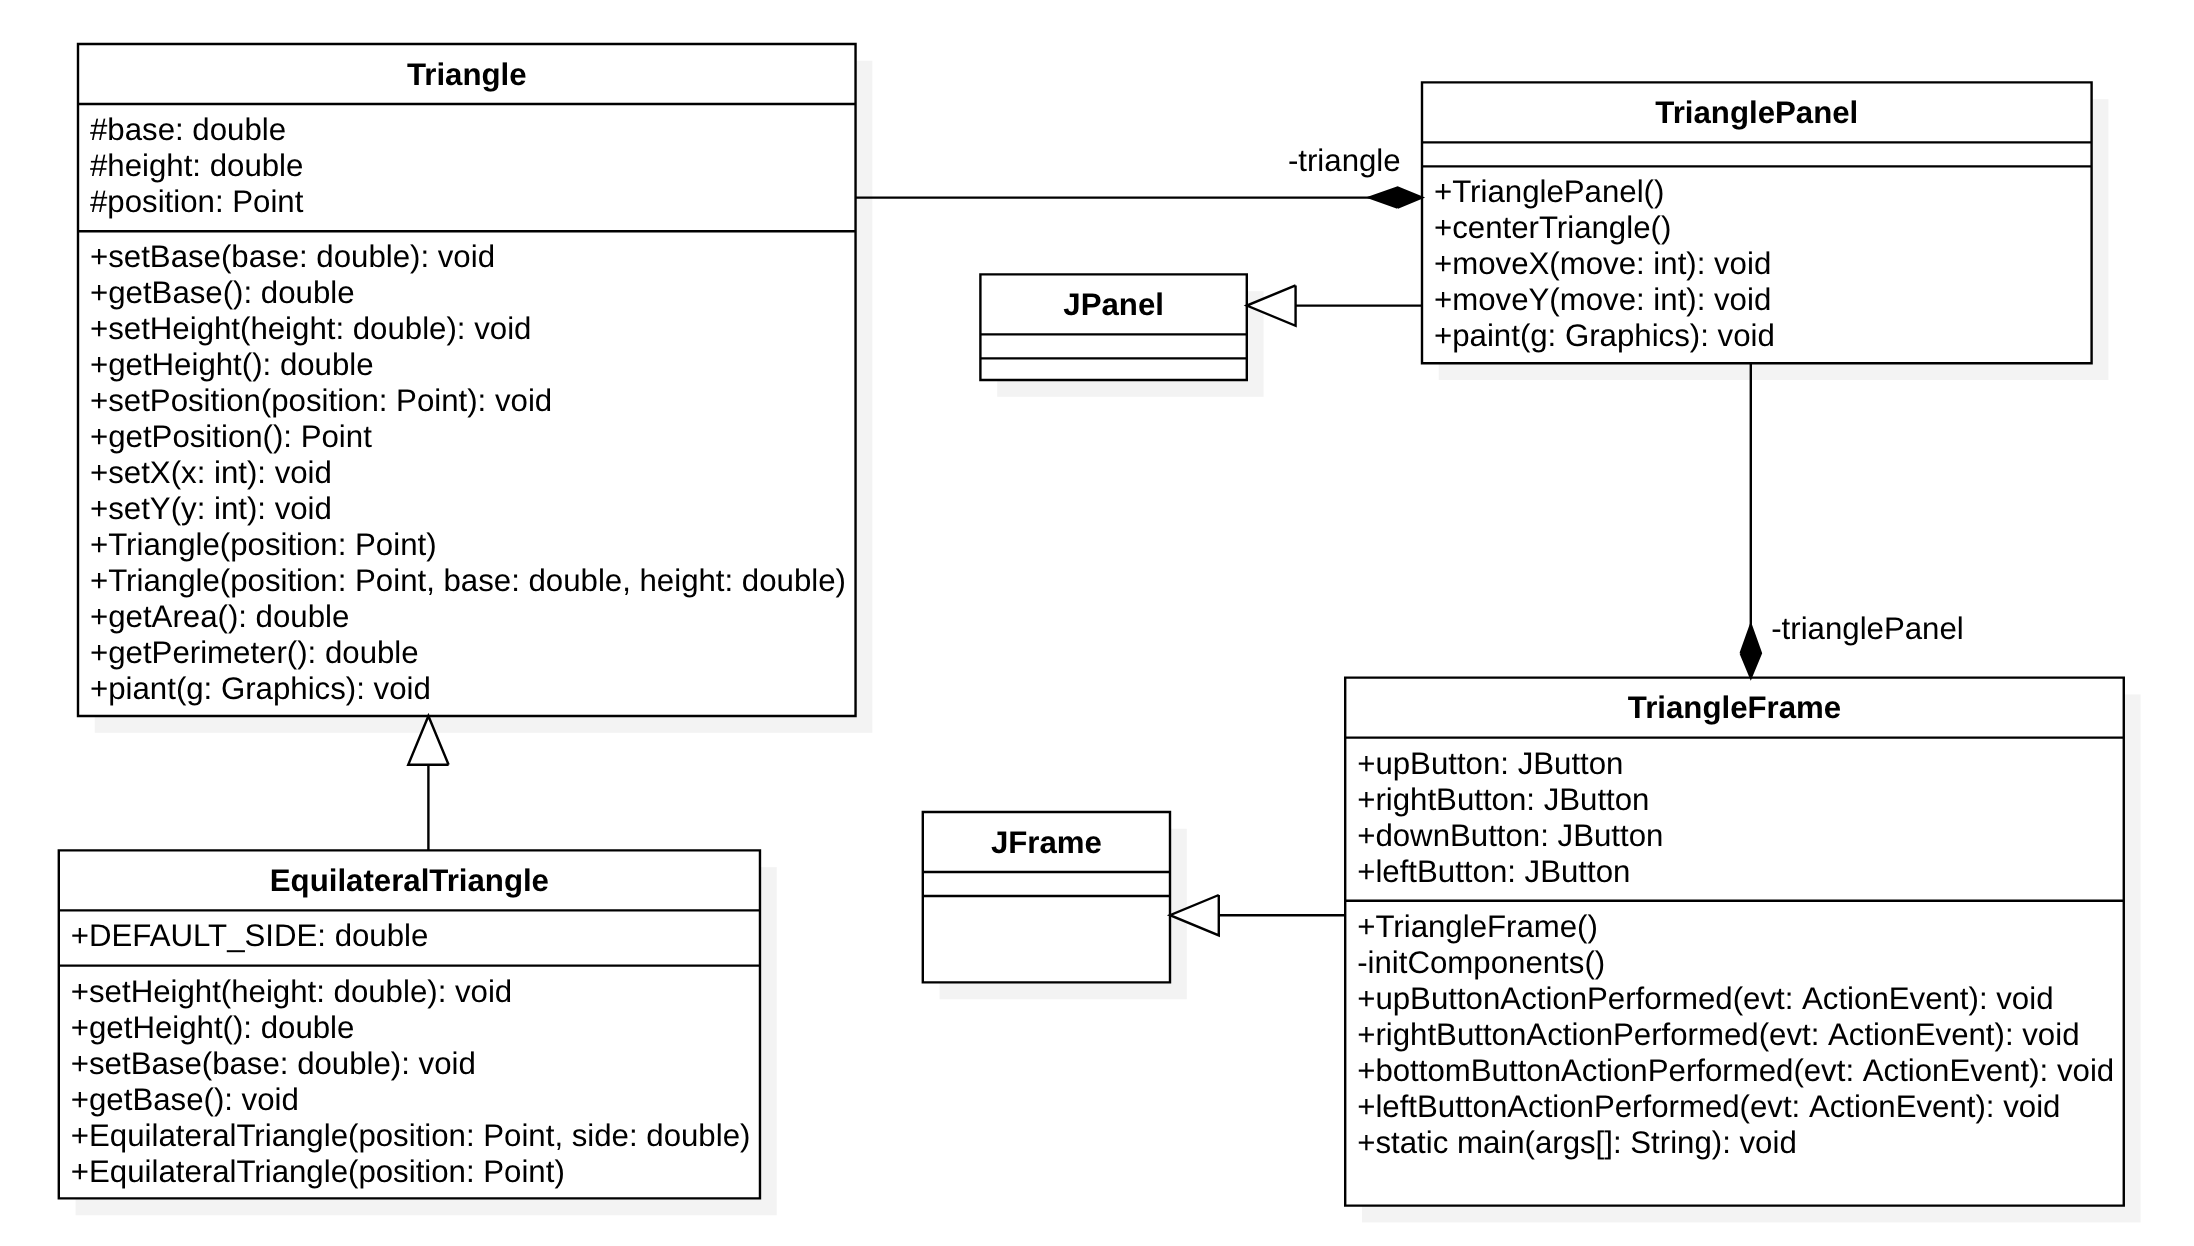 Triangle
#base: double
#height: double
#position: Point
+setBase(base: double): void
+getBase(): double
+setHeight(height: double): void
+getHeight(): double
+setPosition(position: Point): void
+getPosition(): Point
+setX(x: int): void
+setY(y: int): void
+Triangle(position: Point)
+Triangle(position: Point, base: double, height: double)
+getArea(): double
+getPerimeter(): double
+piant(g: Graphics): void
-triangle
TrianglePanel
+TrianglePanel()
+centerTriangle()
+moveX(move: int): void
+moveY(move: int): void
+paint(g: Graphics): void
JPanel
-trianglePanel
EquilateralTriangle
+DEFAULT_SIDE: double
+setHeight(height: double): void
+getHeight(): double
+setBase(base: double): void
+getBase(): void
+EquilateralTriangle(position: Point, side: double)
+EquilateralTriangle(position: Point)
JFrame
TriangleFrame
+upButton: JButton
+rightButton: JButton
+downButton: JButton
+leftButton: JButton
+TriangleFrame()
-initComponents()
+upButtonActionPerformed(evt: ActionEvent): void
+rightButtonActionPerformed(evt: ActionEvent): void
+bottomButtonActionPerformed(evt: ActionEvent): void
+leftButtonActionPerformed(evt: ActionEvent): void
+static main(args[]: String): void